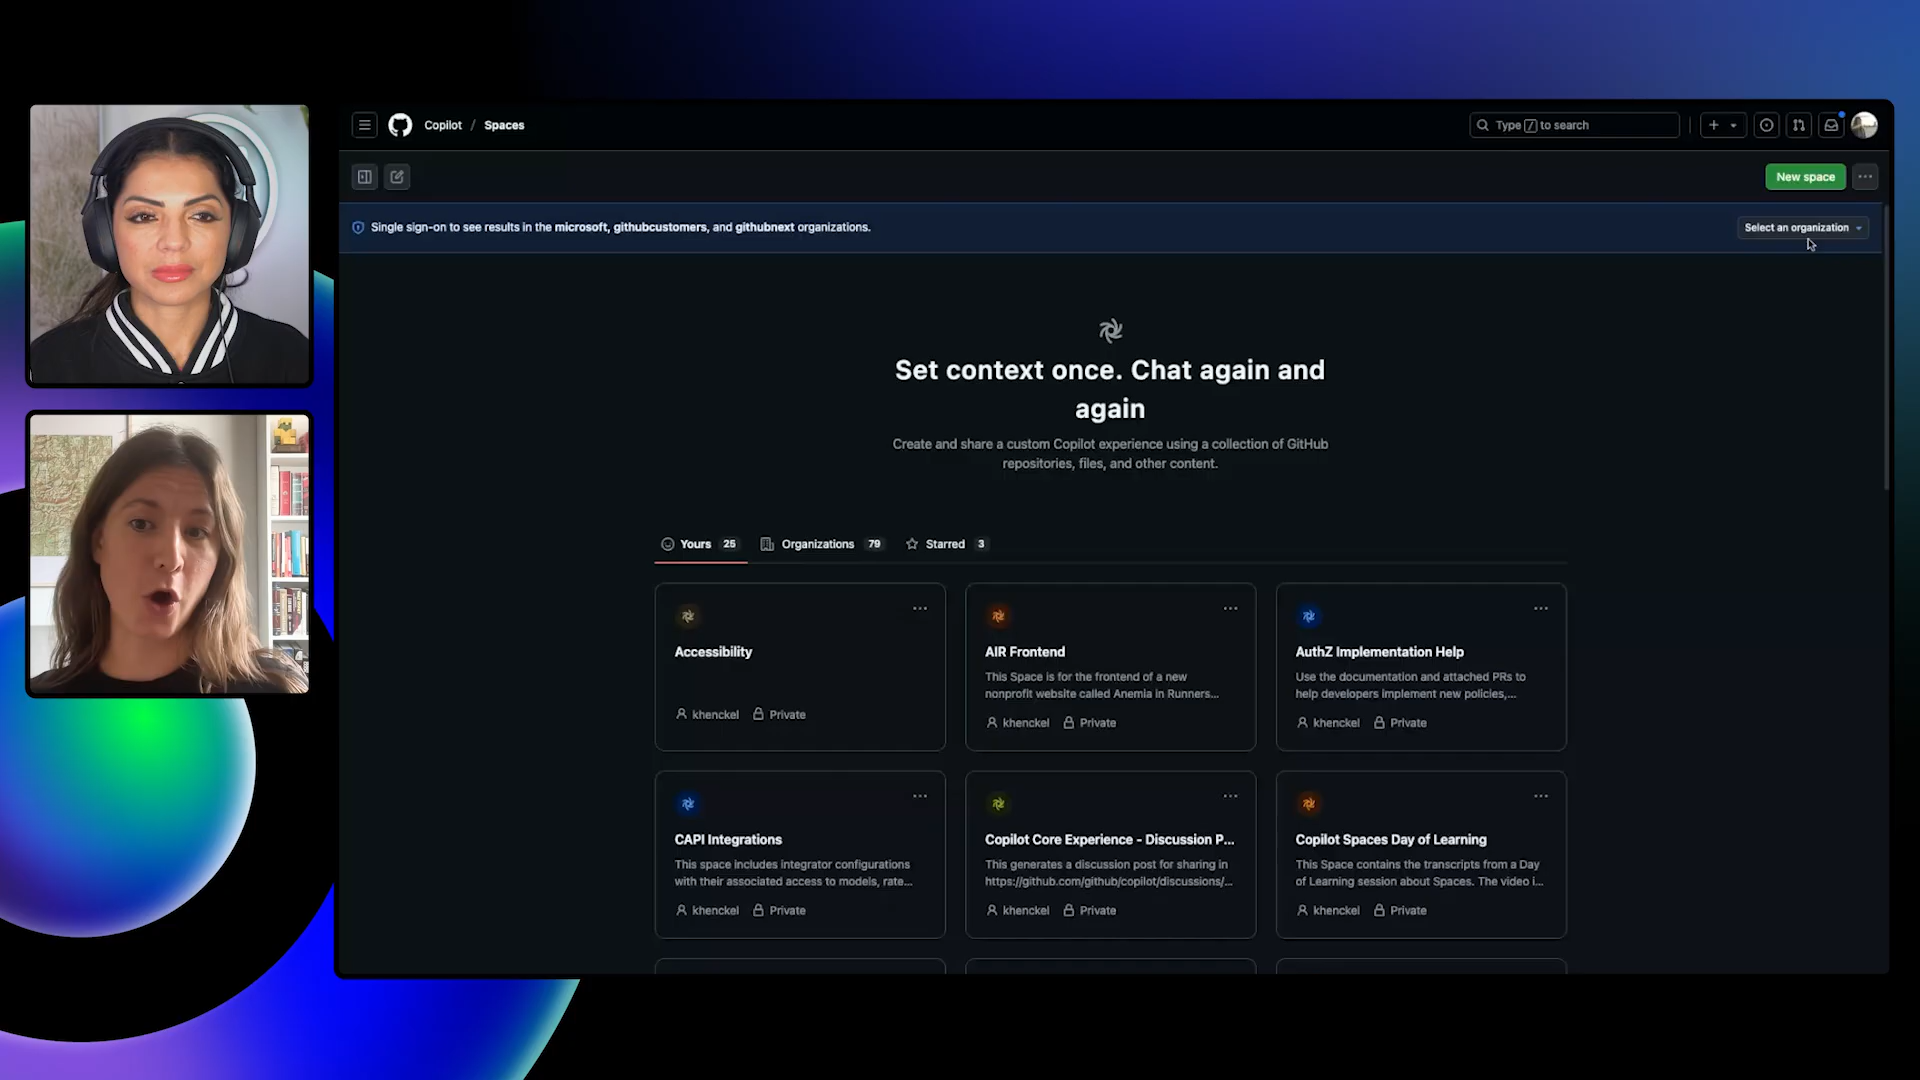 Copilot / Spaces
Type / to search
New space
Single sign-on to see results in the microsoft, githubcustomers, and githubnext organizations.
Select an organization
Set context once. Chat again and
again
Create and share a custom Copilot experience using a collection of GitHub
repositories, files, and other content.
Yours 25
Organizations 79
Starred 3
Accessibility
khenckel Private
AIR Frontend
This Space is for the frontend of a new
nonprofit website called Anemia in Runners...
khenckel Private
AuthZ Implementation Help
Use the documentation and attached PRs to
help developers implement new policies,...
khenckel Private
CAPI Integrations
This space includes integrator configurations
with their associated access to models, rate...
khenckel Private
Copilot Core Experience - Discussion P...
This generates a discussion post for sharing in
https://github.com/github/copilot/discussions/...
khenckel Private
Copilot Spaces Day of Learning
This Space contains the transcripts from a Day
of Learning session about Spaces. The video i...
khenckel Private